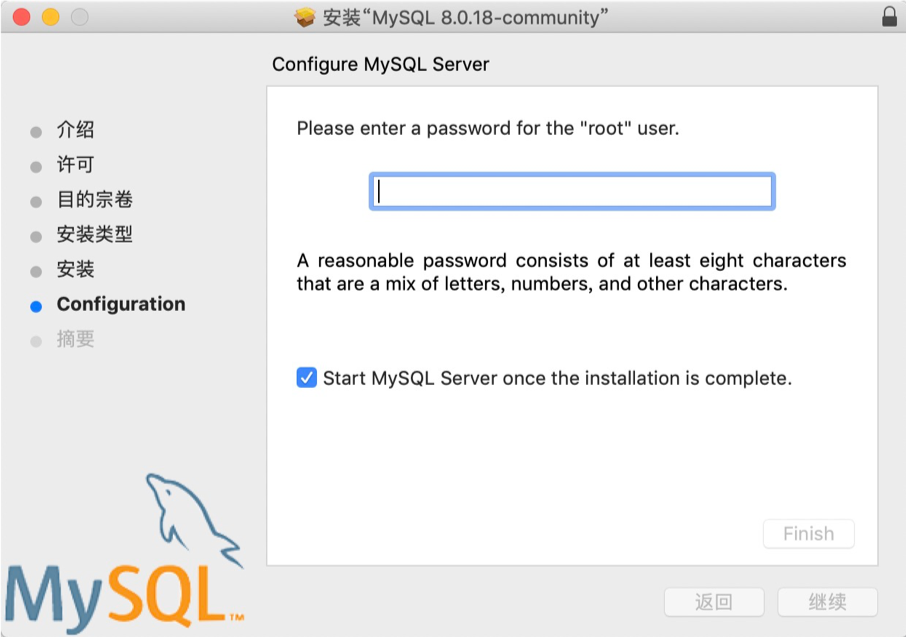 安装“MySQL 8.0.18-community”
Configure MySQL Server
介绍
许可
目的宗卷
安装类型
安装
Configuration
摘要
Please enter a password for the "root" user.
A reasonable password consists of at least eight characters
that are a mix of letters, numbers, and other characters.
Start MySQL Server once the installation is complete.
Finish
MySQL™
返回
继续